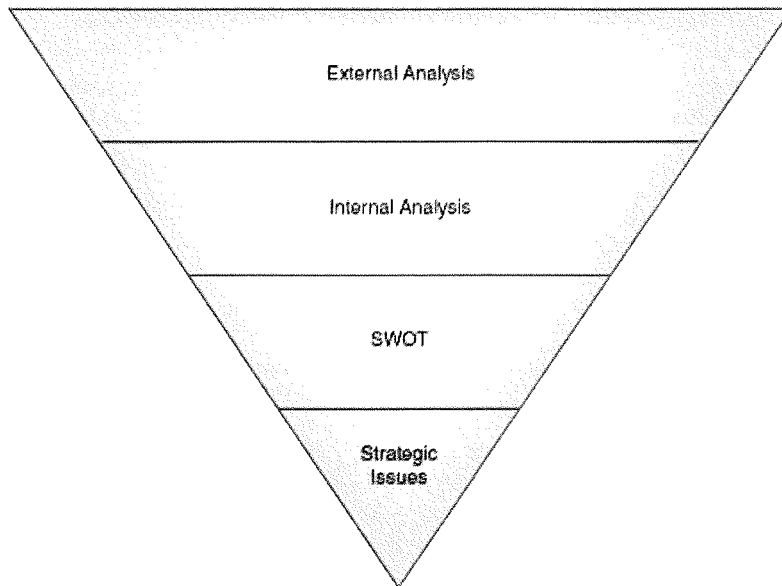 External Analysis
Internal Analysis
SWOT
Strategic
Issues